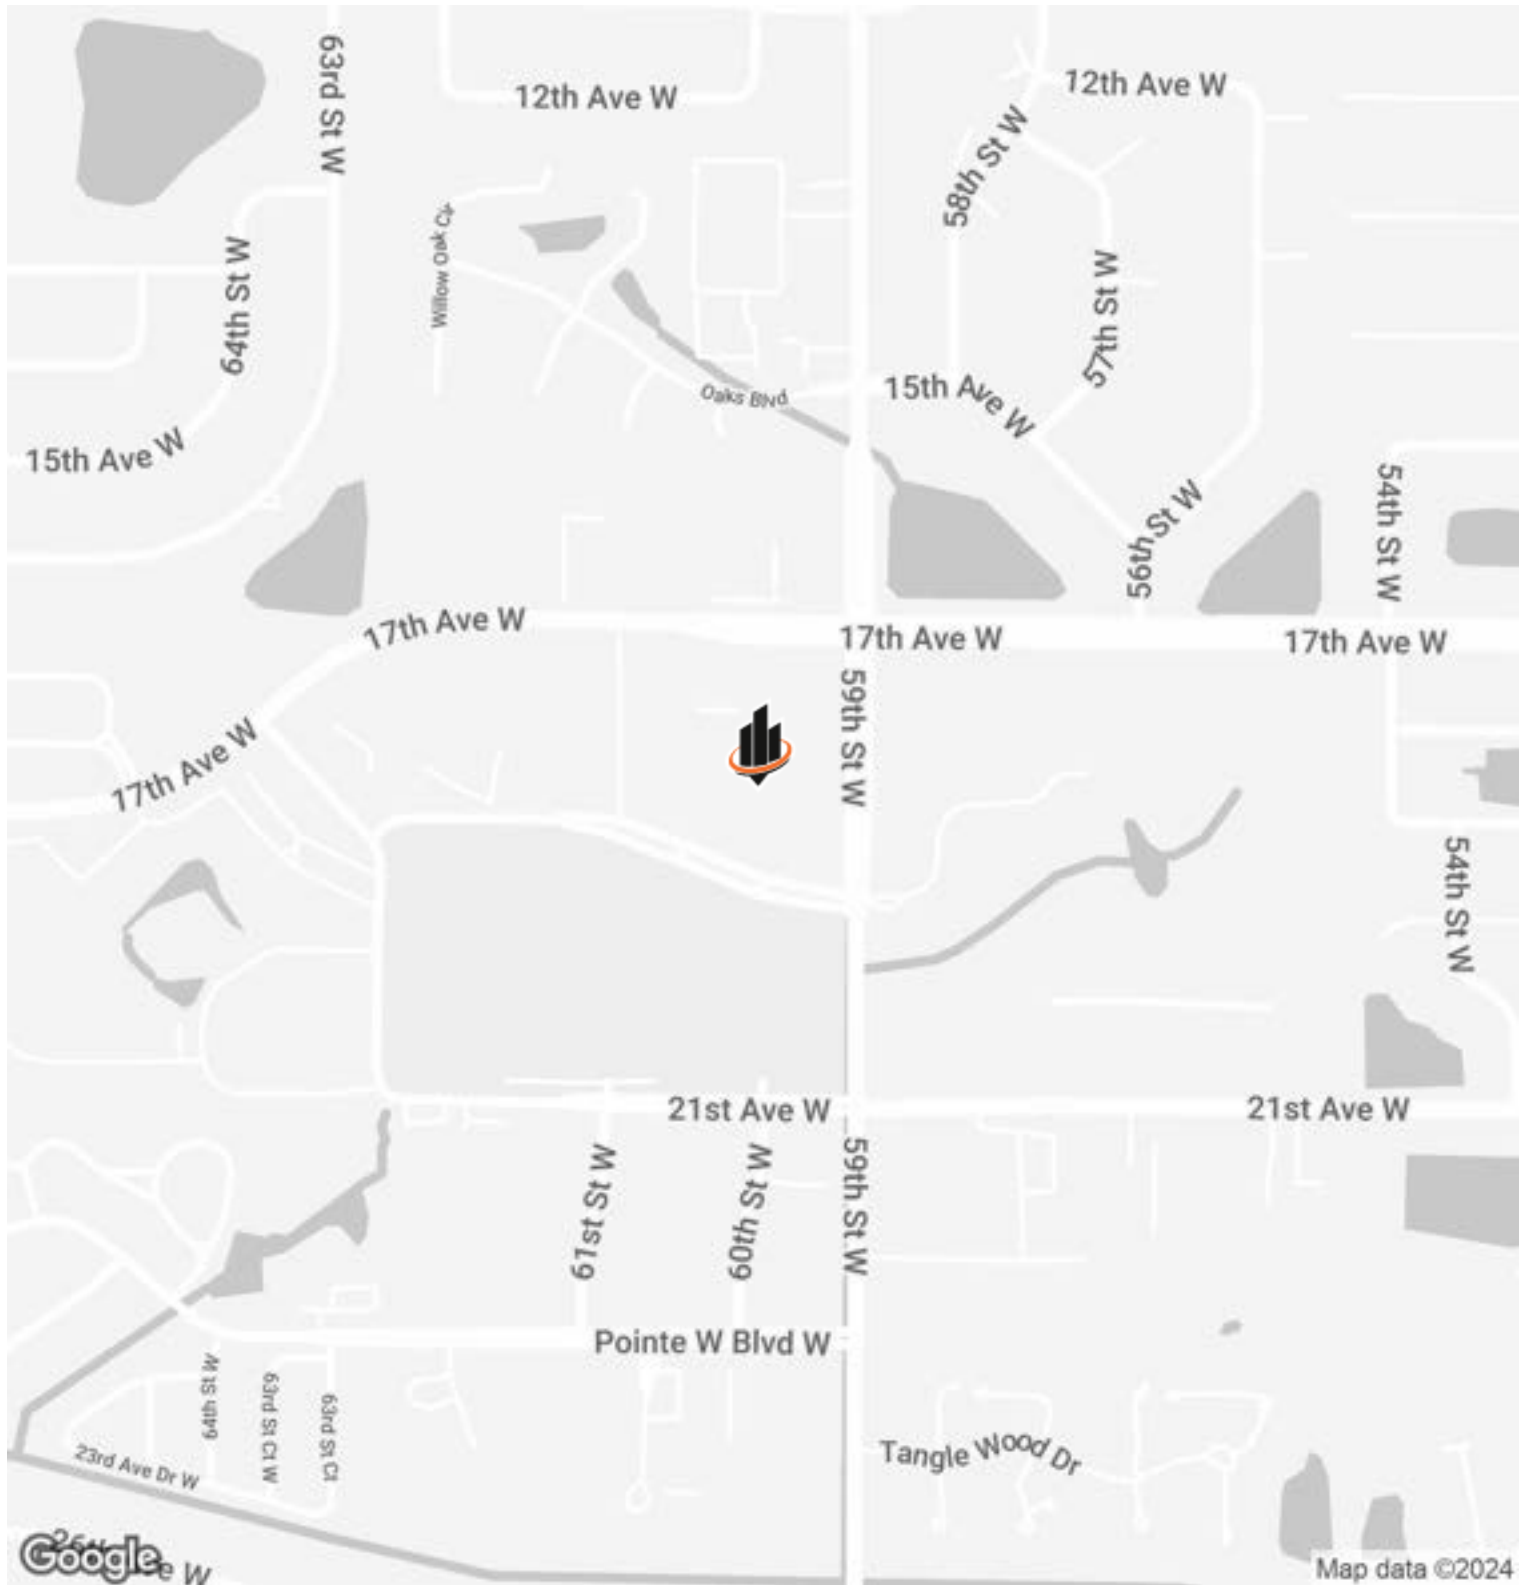 63rd St W
12th Ave W
12th Ave W
58th St W
Willow Oak Cir
64th St W
57th St W
Oaks Blvd
15th Ave W
15th Ave W
54th St W
56th St W
17th Ave W
17th Ave W
17th Ave W
59th St W
17th Ave W
54th St W
21st Ave W
21st Ave W
61st St W
60th St W
59th St W
Pointe W Blvd W
64th St W
63rd St Ct W
63rd St Ct
Tangle Wood Dr
23rd Ave Dr W
Google
Map data ©2024